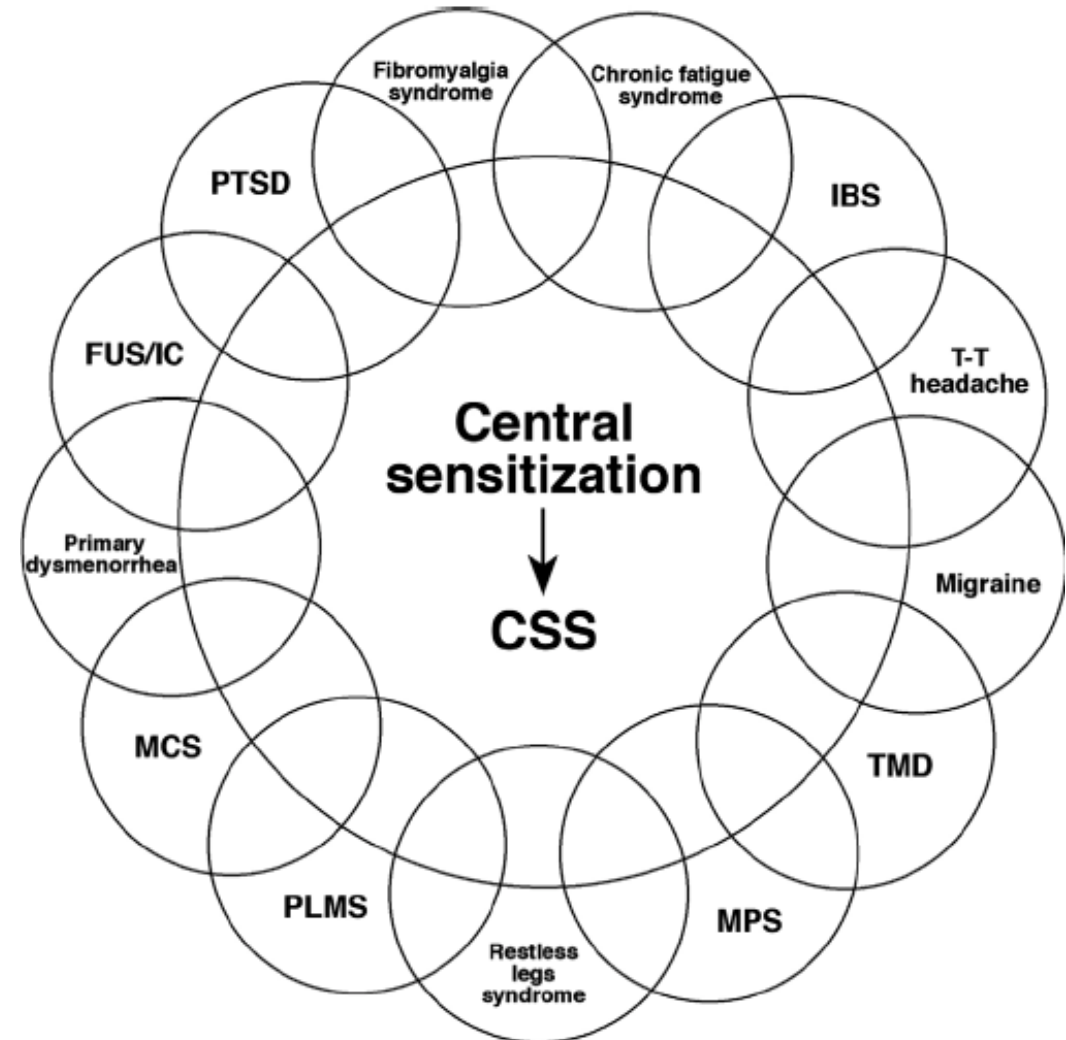 Fibromyalgia
syndrome
Chronic fatigue
syndrome
PTSD
IBS
FUS/IC
T-T
headache
Central
sensitization
CSS
Primary
dysmenorrhea
Migraine
MCS
TMD
PLMS
MPS
Restless
legs
syndrome